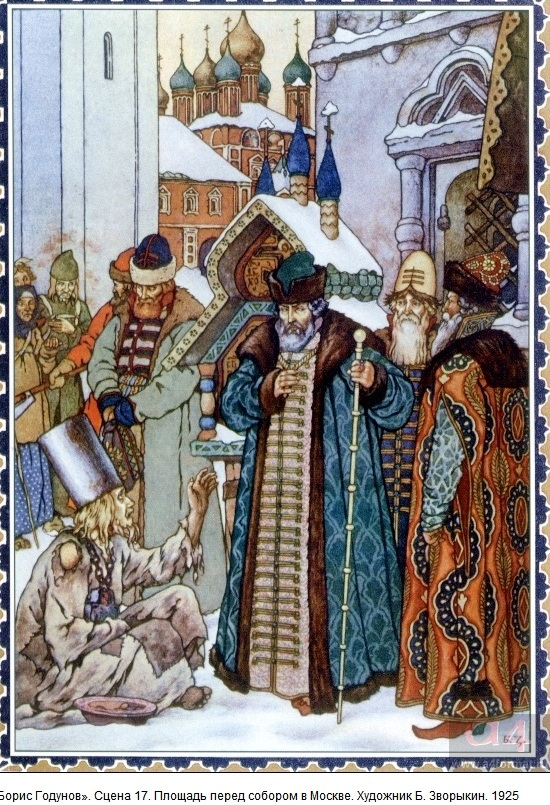 Б. З.
Борис Годунов». Сцена 17. Площадь перед собором в Москве. Художник Б. Зворыкин. 1925